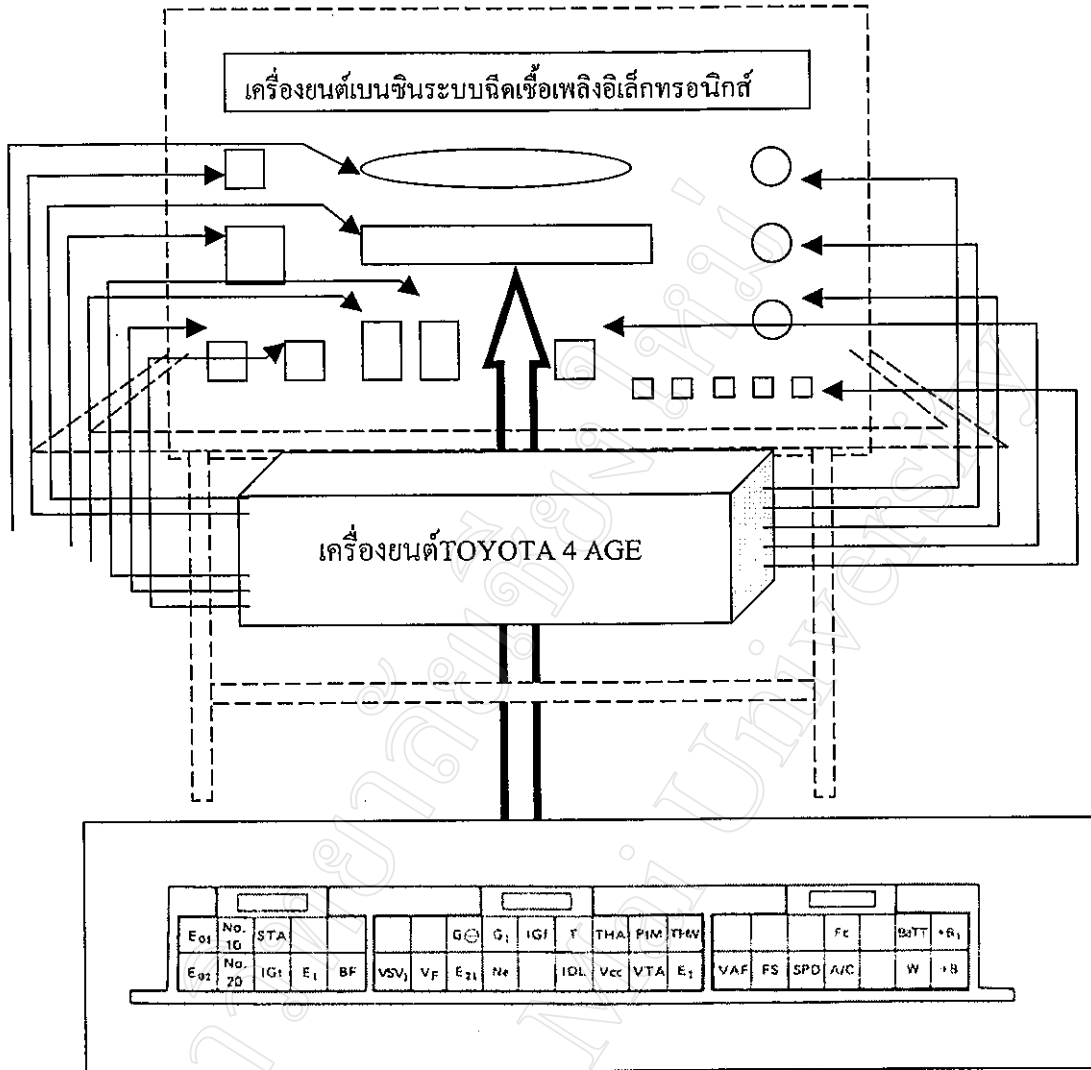 เครื่องยนต์เบนซินระบบฉีดเชื้อเพลิงอิเล็กทรอนิกส์
เครื่องยนต์TOYOTA 4 AGE
E01 No. 10 STA G⊖ G1 IGf T THA PIM THW Fc BATT +B1
E02 No. 20 IGt E1 BF VSV1 VF E21 Ne IDL Vcc VTA E2 VAF FS SPD A/C W +B
Mai University